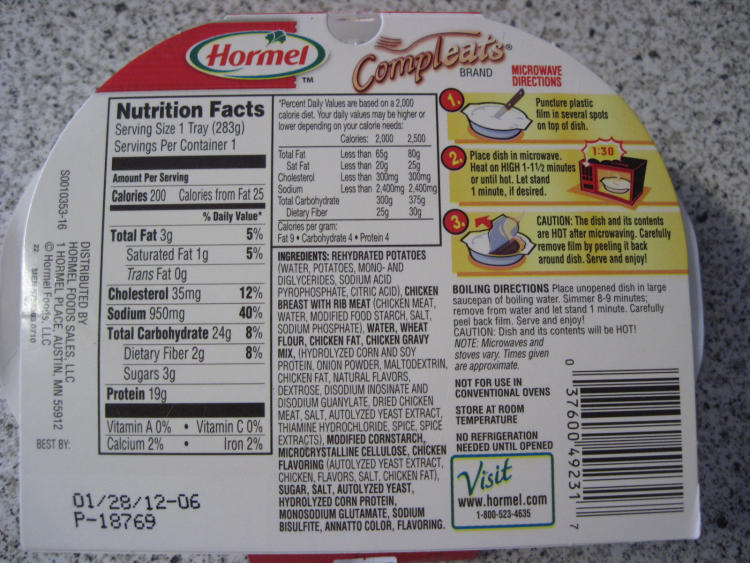 Hormel
TM
Compleats®
BRAND
MICROWAVE
DIRECTIONS
Nutrition Facts
Serving Size 1 Tray (283g)
Servings Per Container 1
Amount Per Serving
Calories 200 Calories from Fat 25
% Daily Value*
Total Fat 3g 5%
Saturated Fat 1g 5%
Trans Fat 0g
Cholesterol 35mg 12%
Sodium 950mg 40%
Total Carbohydrate 24g 8%
Dietary Fiber 2g 8%
Sugars 3g
Protein 19g
Vitamin A 0% • Vitamin C 0%
Calcium 2% • Iron 2%
*Percent Daily Values are based on a 2,000
calorie diet. Your daily values may be higher or
lower depending on your calorie needs:
Calories: 2,000 2,500
Total Fat Less than 65g 80g
Sat Fat Less than 20g 25g
Cholesterol Less than 300mg 300mg
Sodium Less than 2,400mg 2,400mg
Total Carbohydrate 300g 375g
Dietary Fiber 25g 30g
Calories per gram:
Fat 9 • Carbohydrate 4 • Protein 4
INGREDIENTS: REHYDRATED POTATOES
(WATER, POTATOES, MONO- AND
DIGLYCERIDES, SODIUM ACID
PYROPHOSPHATE, CITRIC ACID), CHICKEN
BREAST WITH RIB MEAT (CHICKEN MEAT,
WATER, MODIFIED FOOD STARCH, SALT,
SODIUM PHOSPHATE), WATER, WHEAT
FLOUR, CHICKEN FAT, CHICKEN GRAVY
MIX, (HYDROLYZED CORN AND SOY
PROTEIN, ONION POWDER, MALTODEXTRIN,
CHICKEN FAT, NATURAL FLAVORS,
DEXTROSE, DISODIUM INOSINATE AND
DISODIUM GUANYLATE, DRIED CHICKEN
MEAT, SALT, AUTOLYZED YEAST EXTRACT,
THIAMINE HYDROCHLORIDE, SPICE, SPICE
EXTRACTS), MODIFIED CORNSTARCH,
MICROCRYSTALLINE CELLULOSE, CHICKEN
FLAVORING (AUTOLYZED YEAST EXTRACT,
CHICKEN, FLAVORS, SALT, CHICKEN FAT),
SUGAR, SALT, AUTOLYZED YEAST,
HYDROLYZED CORN PROTEIN,
MONOSODIUM GLUTAMATE, SODIUM
BISULFITE, ANNATTO COLOR, FLAVORING.
1.
Puncture plastic
film in several spots
on top of dish.
2.
Place dish in microwave.
Heat on HIGH 1-1½ minutes
or until hot. Let stand
1 minute, if desired.
1:30
3.
CAUTION: The dish and its contents
are HOT after microwaving. Carefully
remove film by peeling it back
around dish. Serve and enjoy!
BOILING DIRECTIONS Place unopened dish in large
saucepan of boiling water. Simmer 8-9 minutes;
remove from water and let stand 1 minute. Carefully
peel back film. Serve and enjoy!
CAUTION: Dish and its contents will be HOT!
NOTE: Microwaves and
stoves vary. Times given
are approximate.
NOT FOR USE IN
CONVENTIONAL OVENS
STORE AT ROOM
TEMPERATURE
NO REFRIGERATION
NEEDED UNTIL OPENED
Visit
www.hormel.com
1-800-523-4635
0 37600 49231 7
S0010353-16
DISTRIBUTED BY
HORMEL FOODS SALES, LLC
1 HORMEL PLACE, AUSTIN, MN 55912
© Hormel Foods, LLC
22
BEST BY:
01/28/12-06
P-18769